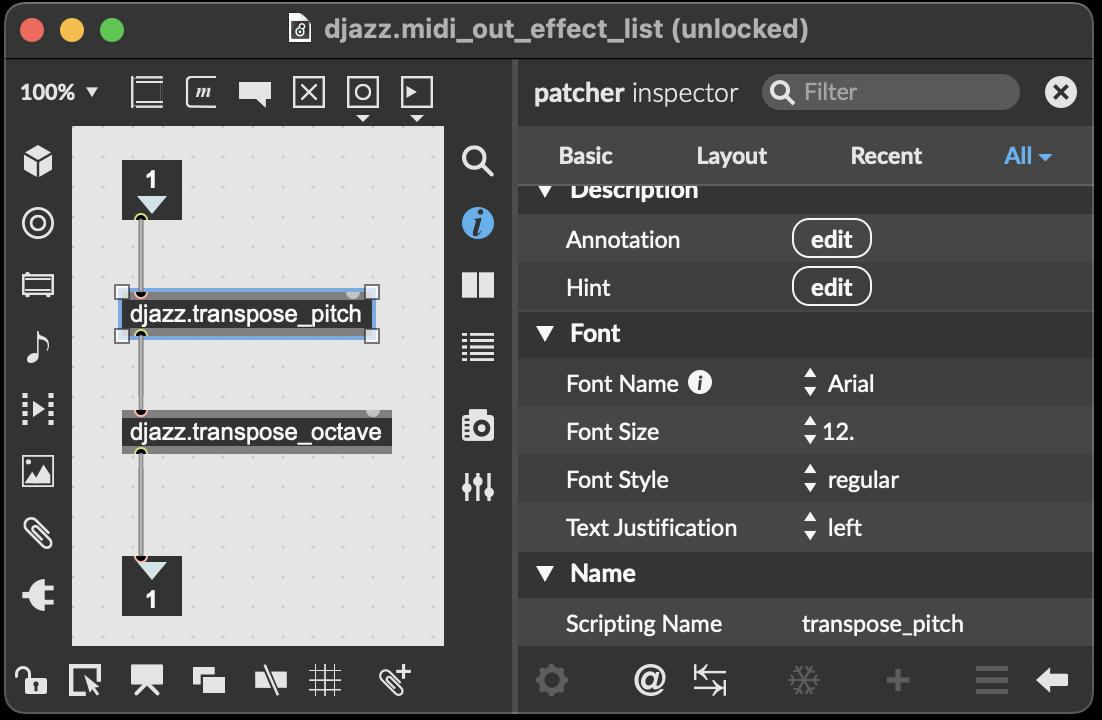 djazz.midi_out_effect_list (unlocked)
100%
m
patcher inspector
Filter
Basic
Layout
Recent
All
1
djazz.transpose_pitch
djazz.transpose_octave
1
i
Description
Annotation edit
Hint edit
Font
Font Name i Arial
Font Size 12.
Font Style regular
Text Justification left
Name
Scripting Name transpose_pitch
@